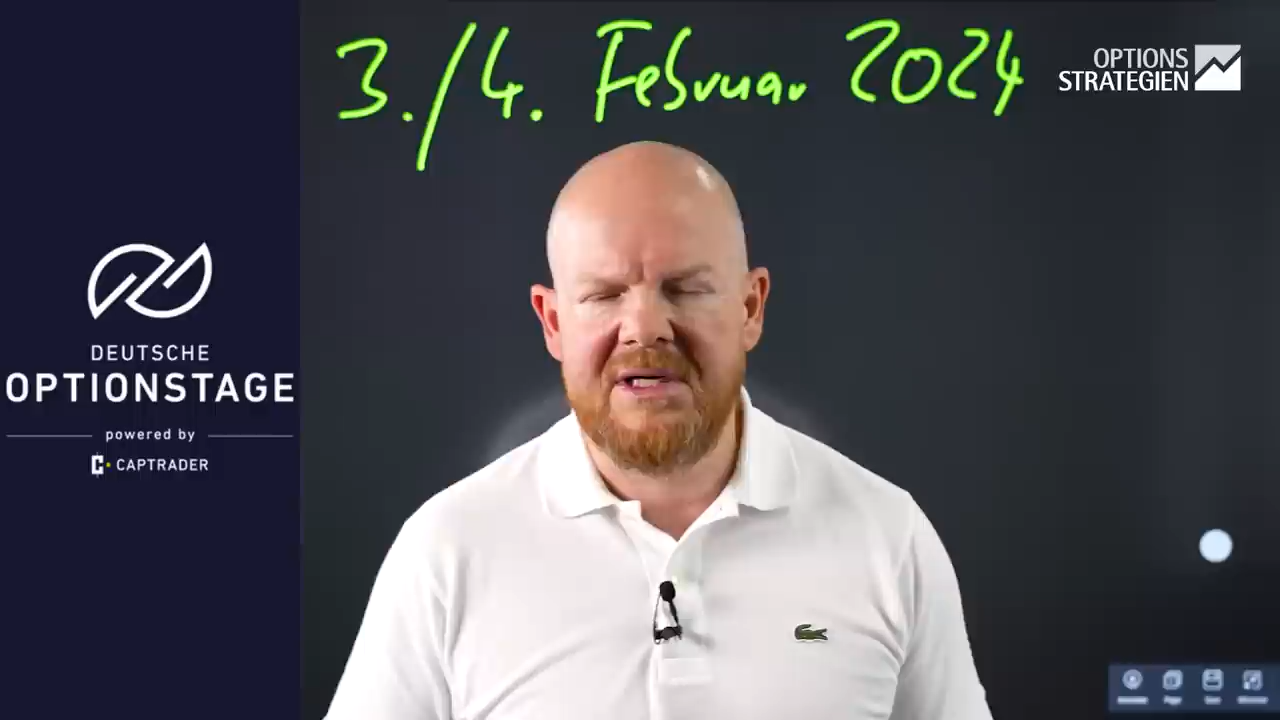 3./4. Februar 2024
OPTIONS
STRATEGIEN
DEUTSCHE
OPTIONSTAGE
powered by
CAPTRADER